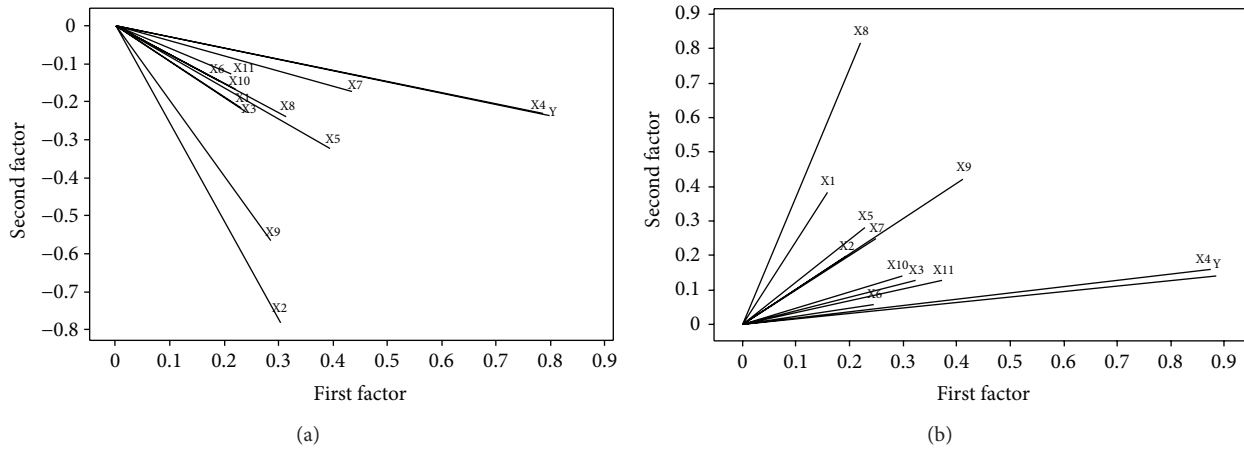 0
−0.1
−0.2
−0.3
−0.4
−0.5
−0.6
−0.7
−0.8
Second factor
X6
X11
X10
X1
X3
X8
X7
X4
Y
X5
X9
X2
0 0.1 0.2 0.3 0.4 0.5 0.6 0.7 0.8 0.9
First factor
(a)
0.9
0.8
0.7
0.6
0.5
0.4
0.3
0.2
0.1
0
Second factor
X8
X9
X1
X5
X7
X2
X10
X3
X11
X4
Y
X6
0 0.1 0.2 0.3 0.4 0.5 0.6 0.7 0.8 0.9
First factor
(b)